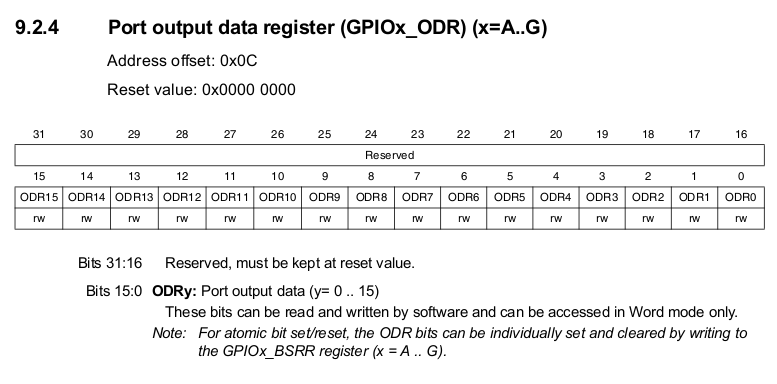 9.2.4 Port output data register (GPIOx_ODR) (x=A..G)
Address offset: 0x0C
Reset value: 0x0000 0000
31 30 29 28 27 26 25 24 23 22 21 20 19 18 17 16
Reserved
15 14 13 12 11 10 9 8 7 6 5 4 3 2 1 0
ODR15 ODR14 ODR13 ODR12 ODR11 ODR10 ODR9 ODR8 ODR7 ODR6 ODR5 ODR4 ODR3 ODR2 ODR1 ODR0
rw rw rw rw rw rw rw rw rw rw rw rw rw rw rw rw
Bits 31:16 Reserved, must be kept at reset value.
Bits 15:0 ODRy: Port output data (y= 0 .. 15)
These bits can be read and written by software and can be accessed in Word mode only.
Note: For atomic bit set/reset, the ODR bits can be individually set and cleared by writing to
the GPIOx_BSRR register (x = A .. G).